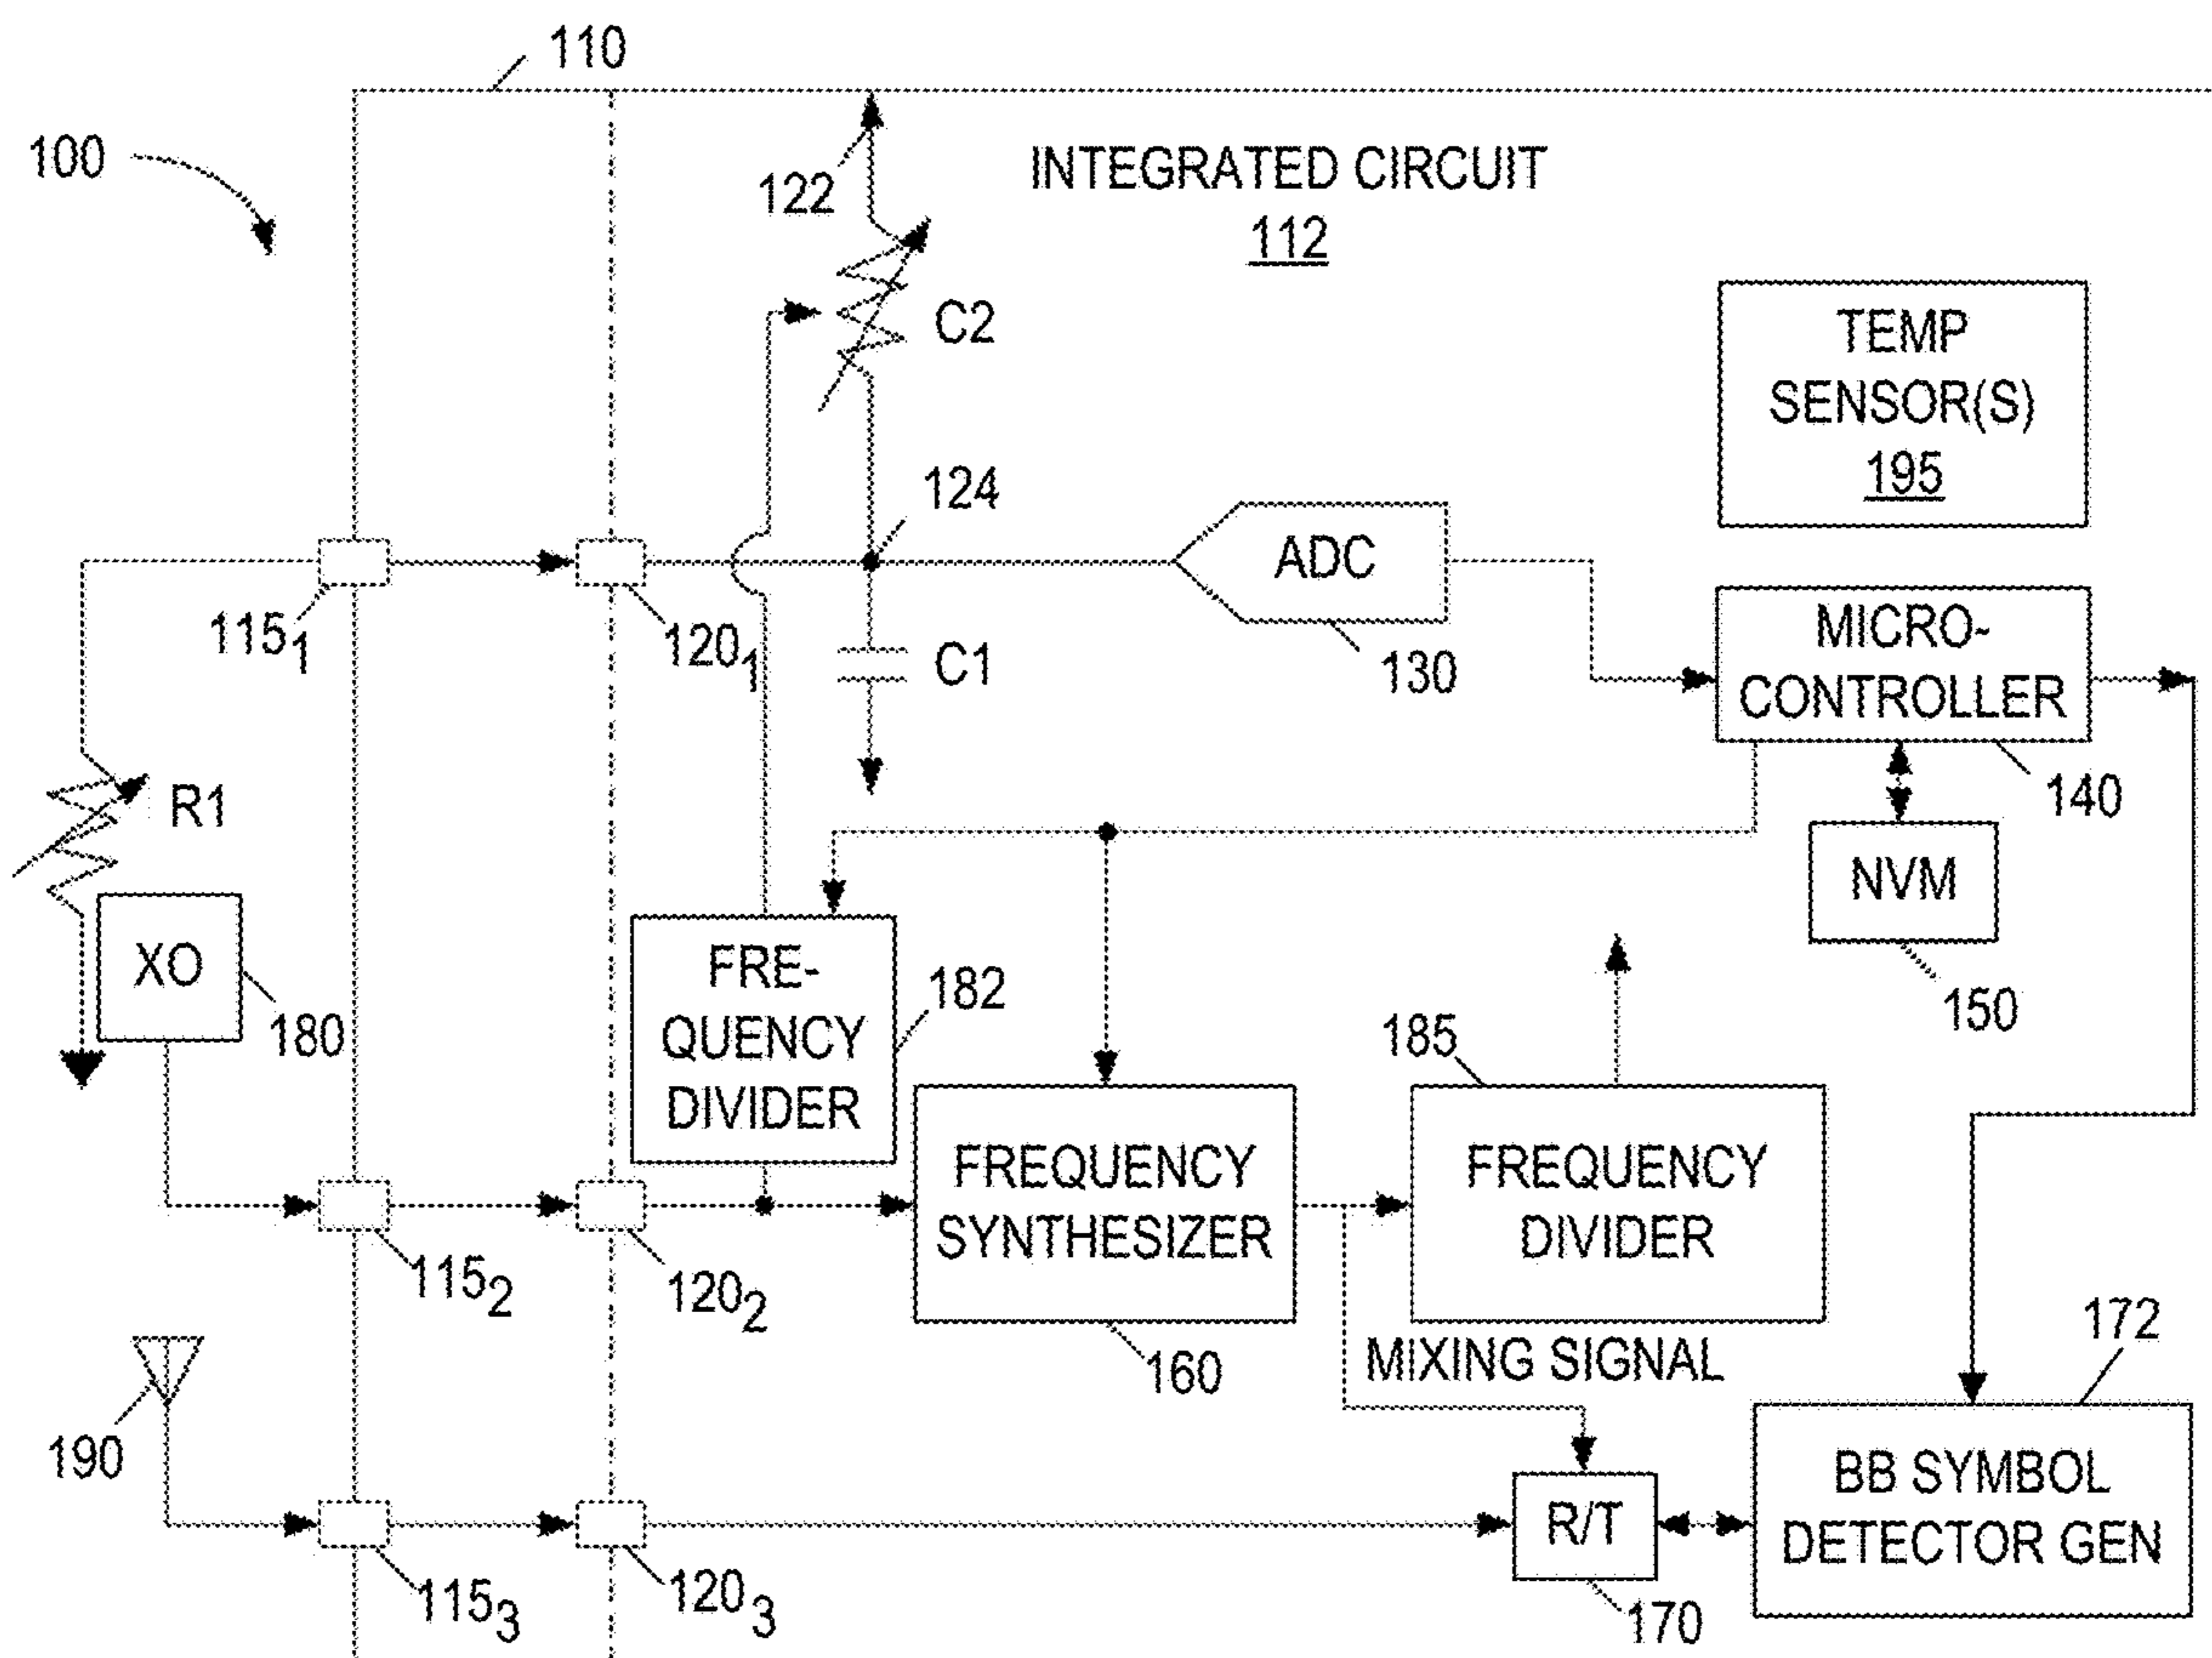 110
100
122
INTEGRATED CIRCUIT
112
C2
TEMP
SENSOR(S)
195
124
ADC
115₁
120₁
C1
130
MICRO-
CONTROLLER
140
R1
NVM
150
XO
180
FRE-
QUENCY
DIVIDER
182
185
FREQUENCY
SYNTHESIZER
160
FREQUENCY
DIVIDER
115₂
120₂
MIXING SIGNAL
172
190
R/T
170
BB SYMBOL
DETECTOR GEN
115₃
120₃